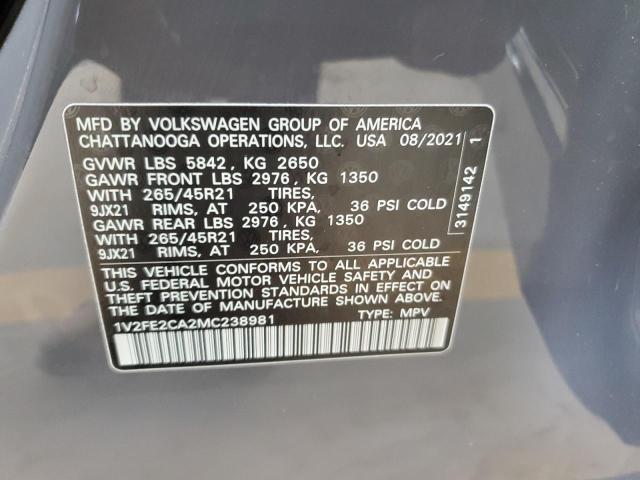 MFD BY VOLKSWAGEN GROUP OF AMERICA
CHATTANOOGA OPERATIONS, LLC. USA 08/2021
GVWR LBS 5842, KG 2650
GAWR FRONT LBS 2976, KG 1350
WITH 265/45R21 TIRES,
9JX21 RIMS, AT 250 KPA, 36 PSI COLD
GAWR REAR LBS 2976, KG 1350
WITH 265/45R21 TIRES,
9JX21 RIMS, AT 250 KPA, 36 PSI COLD
THIS VEHICLE CONFORMS TO ALL APPLICABLE
U.S. FEDERAL MOTOR VEHICLE SAFETY AND
THEFT PREVENTION STANDARDS IN EFFECT ON
THE DATE OF MANUFACTURE SHOWN ABOVE.
1V2FE2CA2MC238981 TYPE: MPV
3149142 1